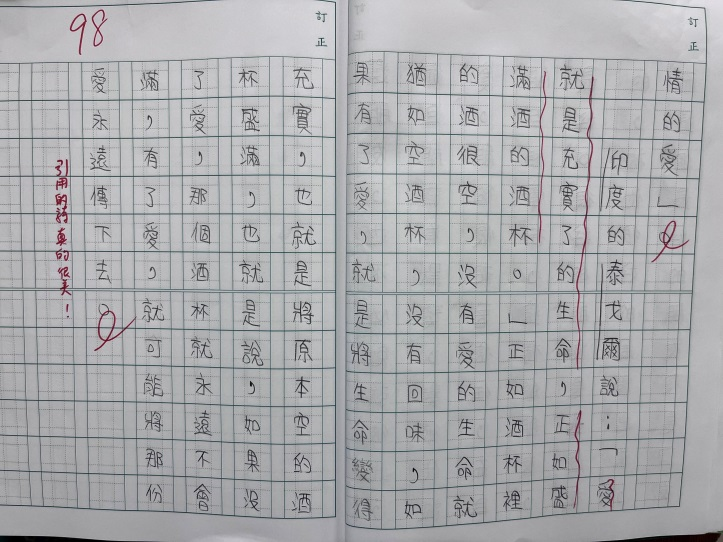 訂正
情的愛」
印度的泰戈爾說：「愛
就是充實了的生命，正如盛
滿酒的酒杯。」正如酒杯裡
的酒很空，沒有愛的生命就
猶如空酒杯，沒有回味，如
果有了愛，就是將生命變得
訂正
充實，也就是將原本空的酒
杯盛滿，也就是說，如果沒
了愛，那個酒杯就永遠不會
滿，有了愛，就可能將那份
愛永遠傳下去。
98
引用的詩真的很美！